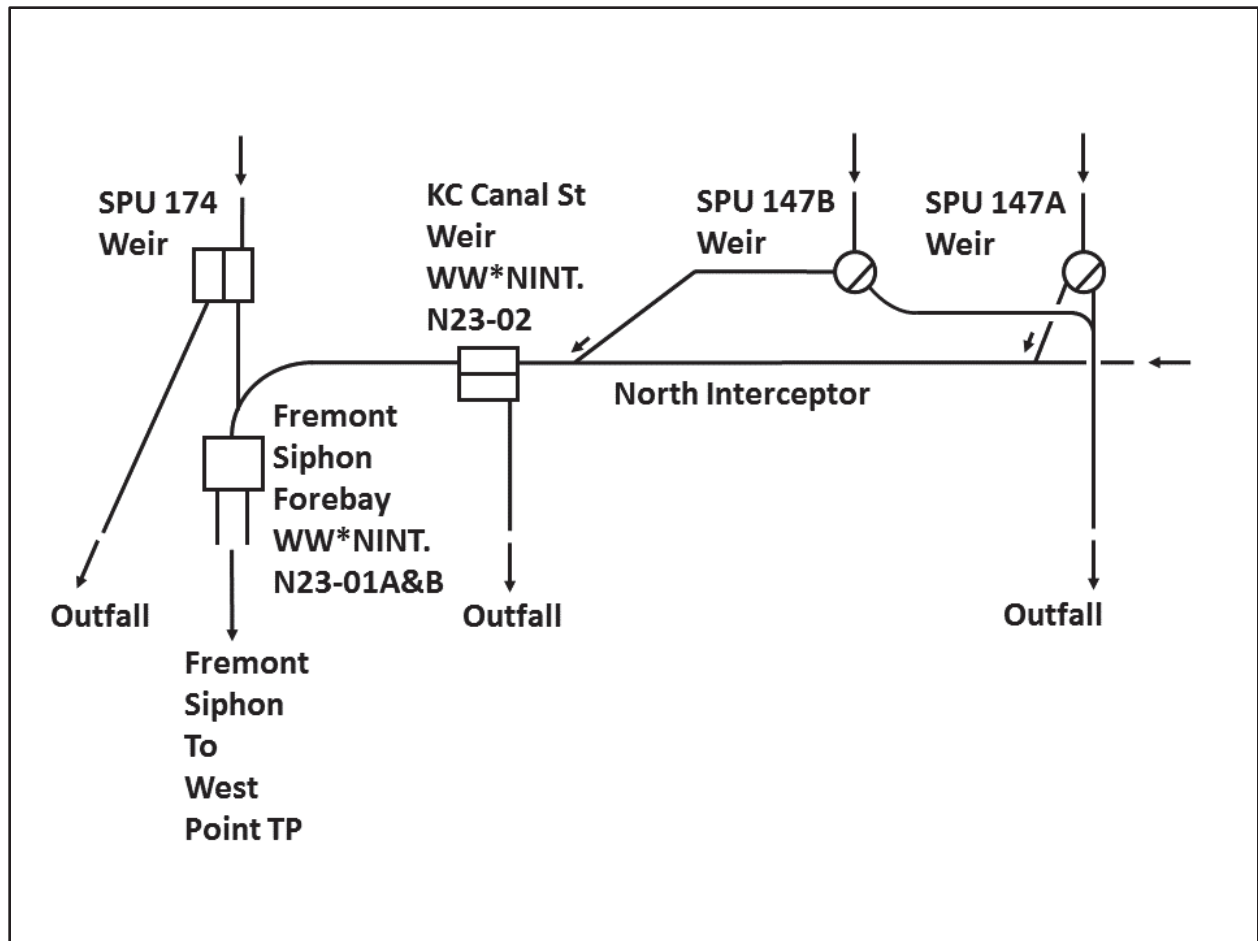 SPU 174
Weir
KC Canal St
Weir
WW*NINT.
N23-02
SPU 147B
Weir
SPU 147A
Weir
North Interceptor
Fremont
Siphon
Forebay
WW*NINT.
N23-01A&B
Outfall
Outfall
Outfall
Fremont
Siphon
To
West
Point TP